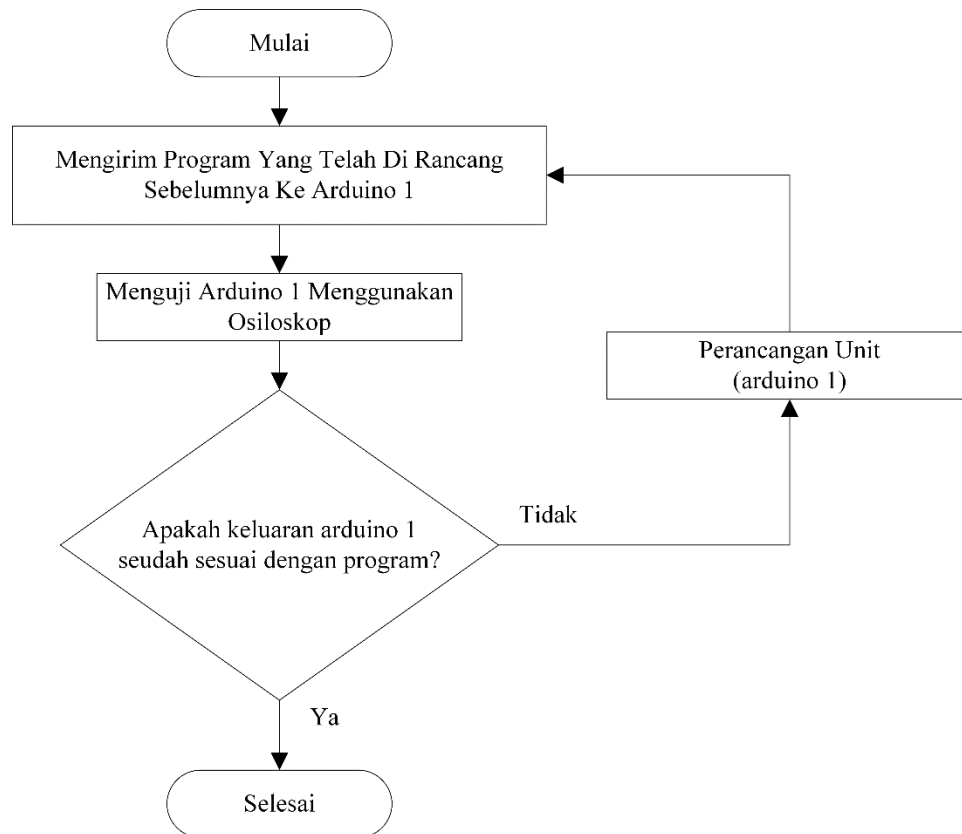 Mulai
Mengirim Program Yang Telah Di Rancang
Sebelumnya Ke Arduino 1
Menguji Arduino 1 Menggunakan
Osiloskop
Perancangan Unit
(arduino 1)
Apakah keluaran arduino 1
seudah sesuai dengan program?
Tidak
Ya
Selesai